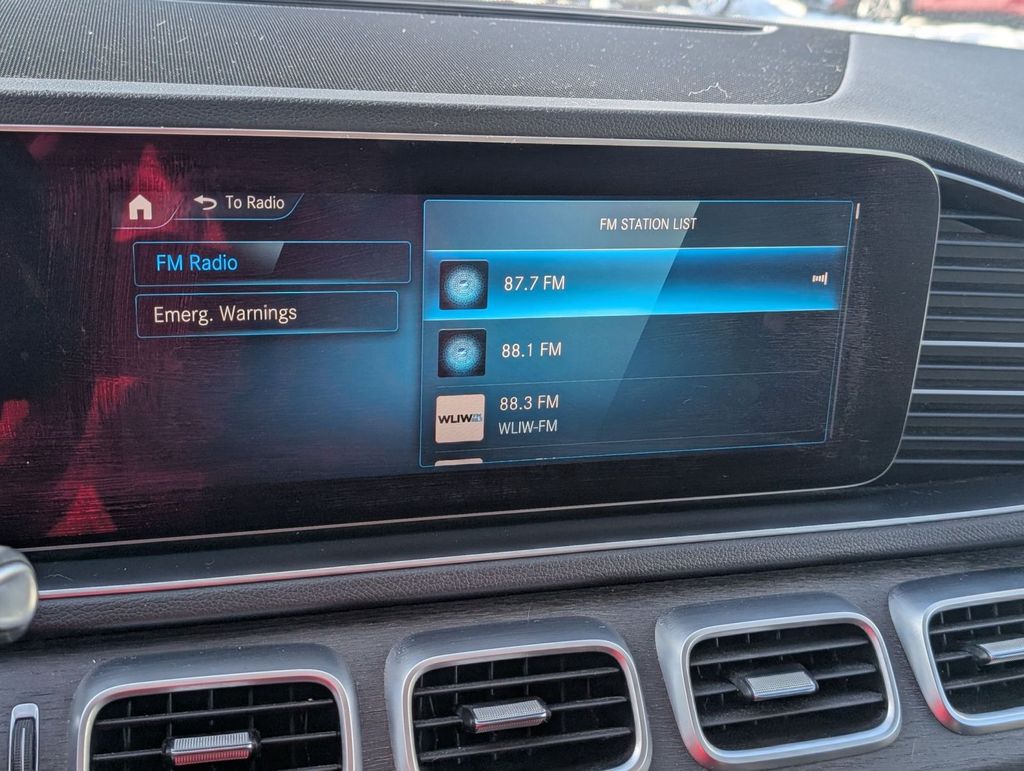 To Radio
FM Radio
Emerg. Warnings
FM STATION LIST
87.7 FM
88.1 FM
WLIW
88.3 FM
WLIW-FM